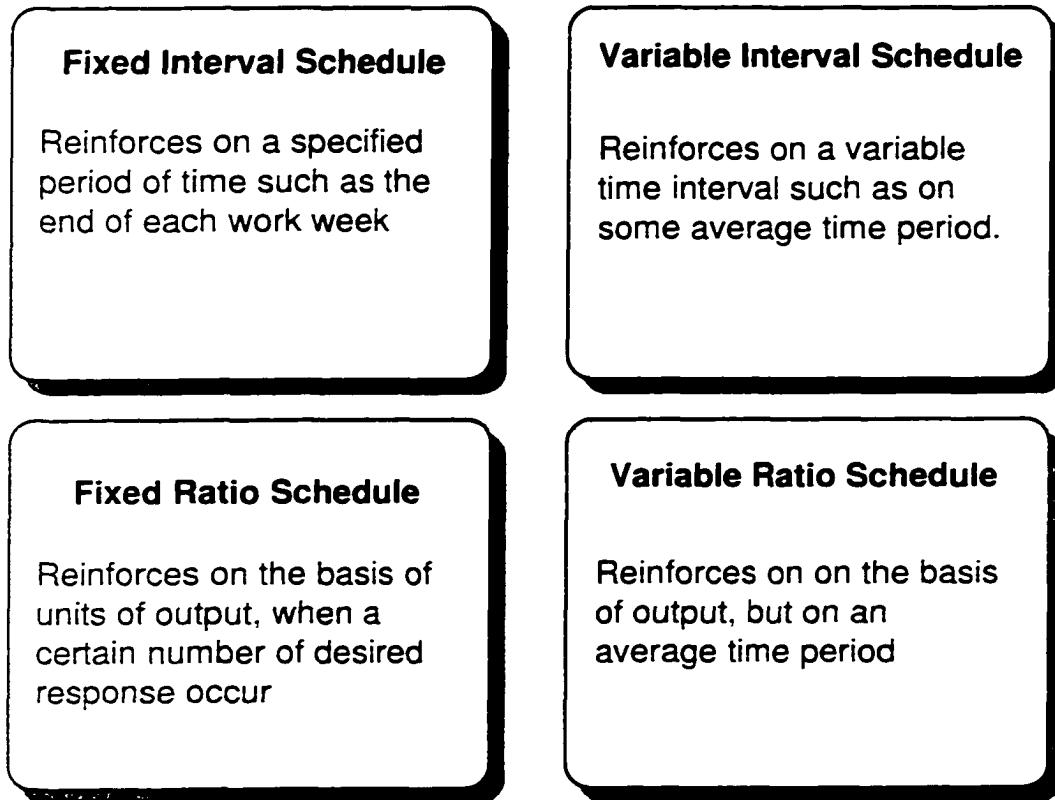 Fixed Interval Schedule
Reinforces on a specified
period of time such as the
end of each work week
Variable Interval Schedule
Reinforces on a variable
time interval such as on
some average time period.
Fixed Ratio Schedule
Reinforces on the basis of
units of output, when a
certain number of desired
response occur
Variable Ratio Schedule
Reinforces on on the basis
of output, but on an
average time period